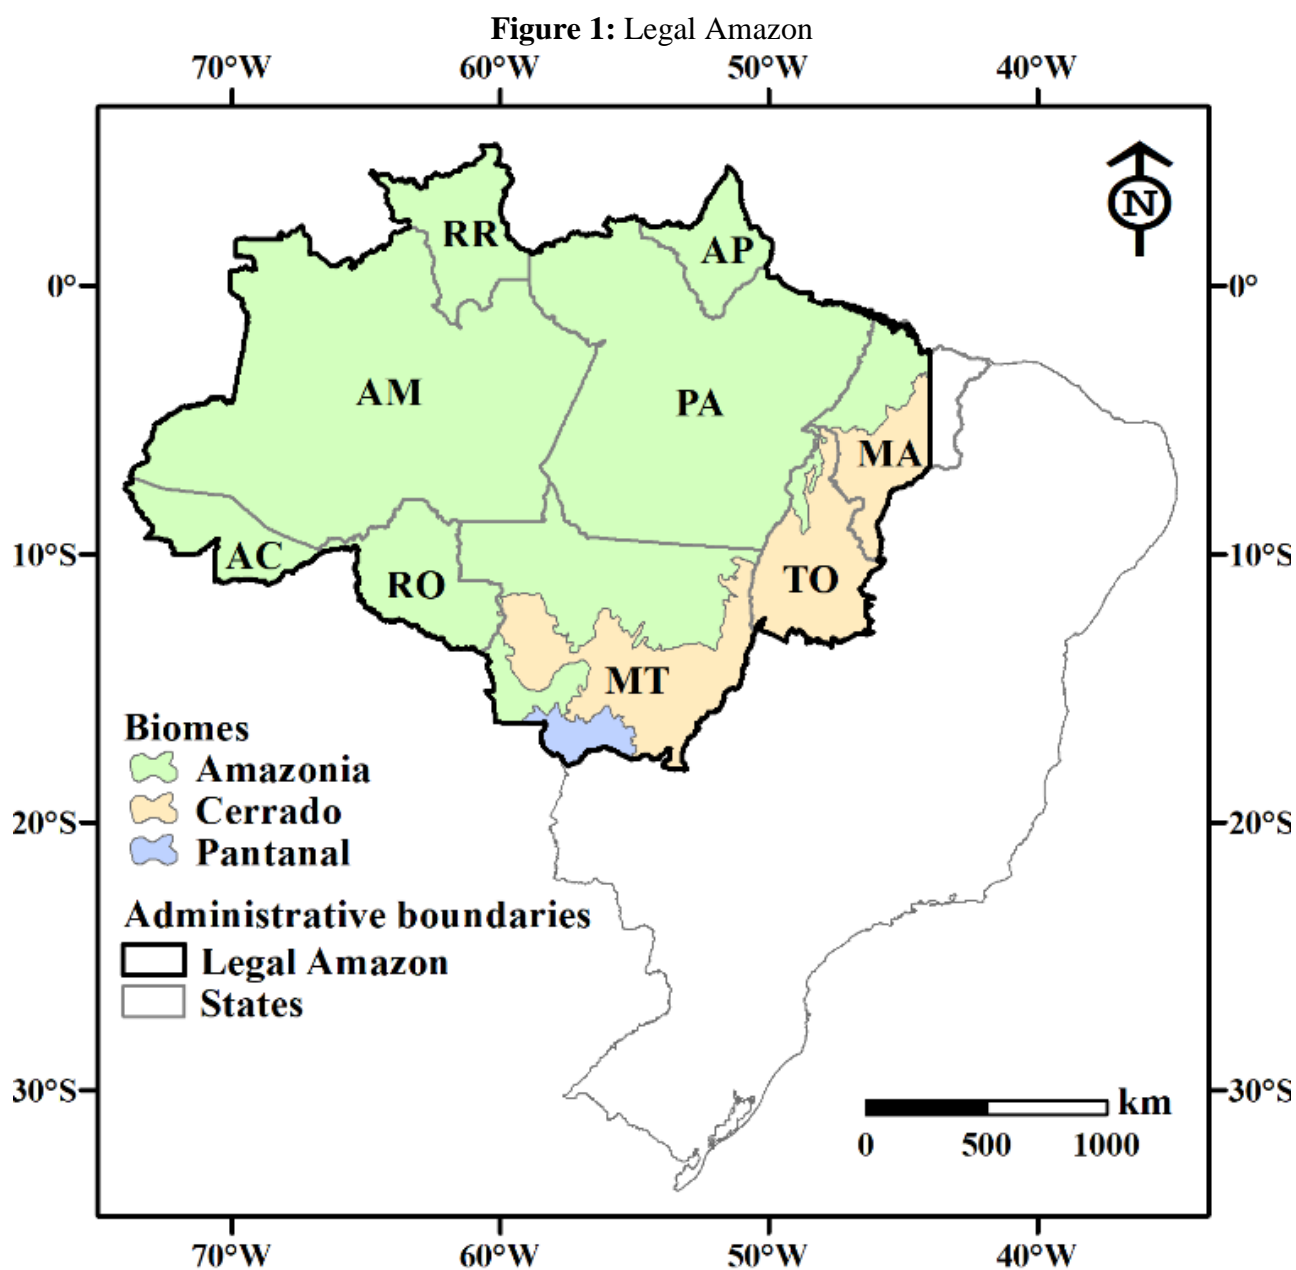 Figure 1: Legal Amazon
70°W 60°W 50°W 40°W
N
RR
AP
0° 0°
AM
PA
MA
10°S 10°S
AC
RO
TO
MT
Biomes
Amazonia
Cerrado
Pantanal
20°S 20°S
Administrative boundaries
Legal Amazon
States
30°S 30°S
km
0 500 1000
70°W 60°W 50°W 40°W